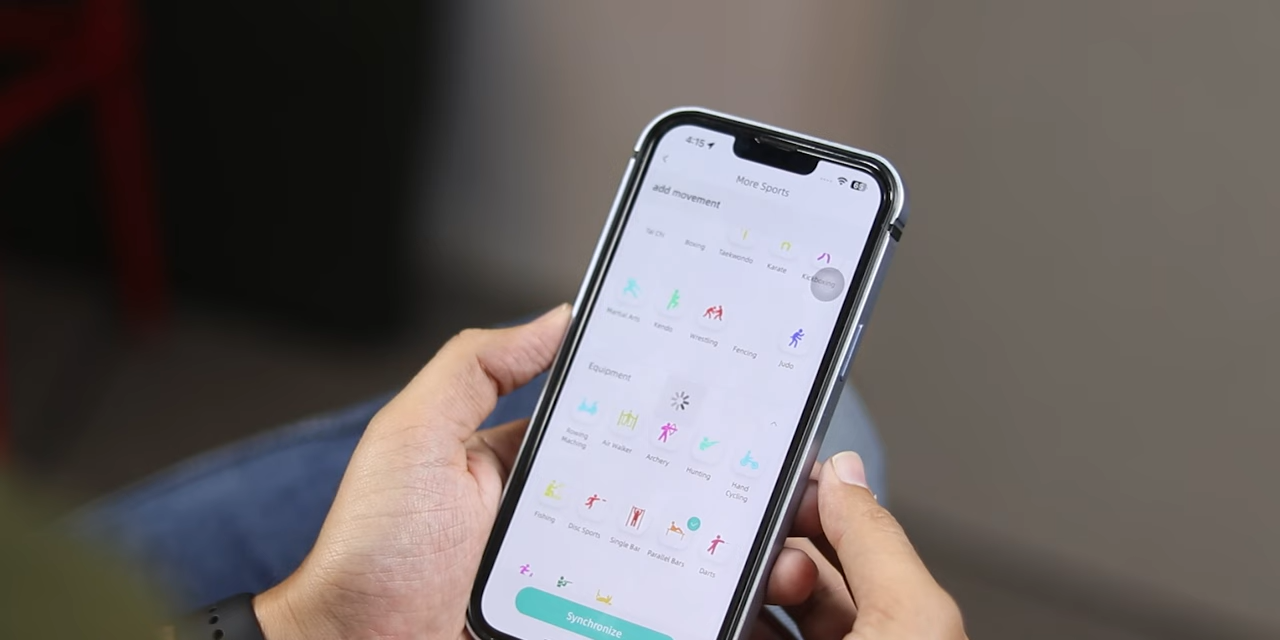 4:15
More Sports
add movement
Tai Chi
Boxing
Taekwondo
Karate
Kickboxing
Martial Arts
Kendo
Wrestling
Fencing
Judo
Equipment
Rowing
Maching
Air Walker
Archery
Hunting
Hand
Cycling
Fishing
Disc Sports
Single Bar
Parallel Bars
Darts
Synchronize